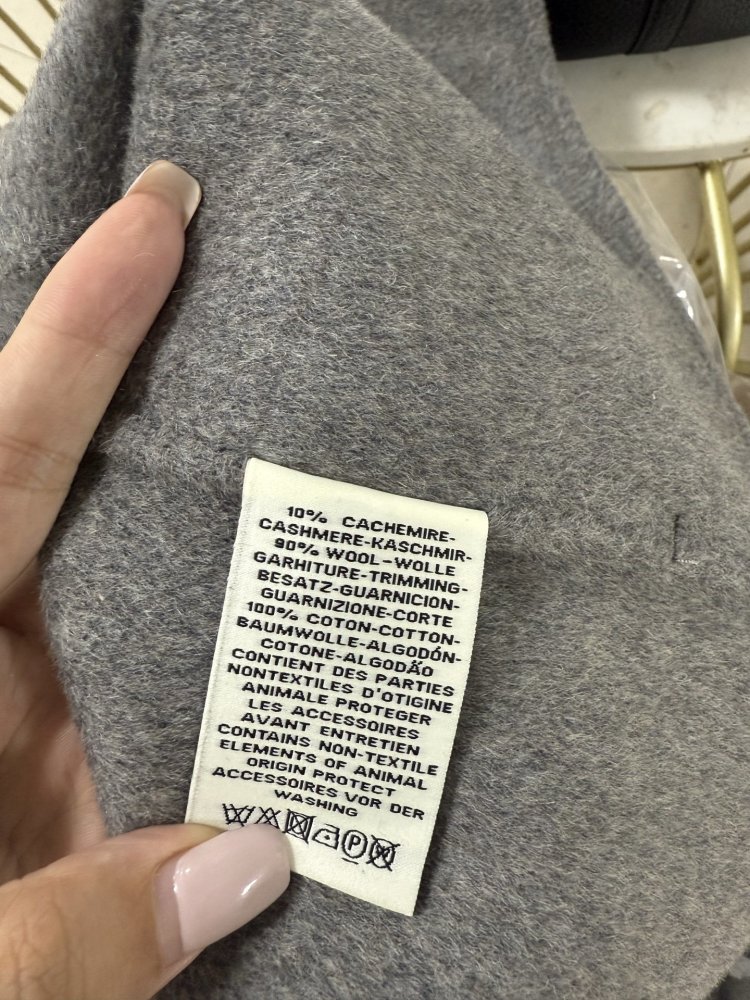 10% CACHEMIRE-
CASHMERE-KASCHMIR-
90% WOOL-WOLLE
GARHITURE-TRIMMING-
BESATZ-GUARNICION-
GUARNIZIONE-CORTE
100% COTON-COTTON-
BAUMWOLLE-ALGODÓN-
COTONE-ALGODÃO
CONTIENT DES PARTIES
NONTEXTILES D'OTIGINE
ANIMALE PROTEGER
LES ACCESSOIRES
AVANT ENTRETIEN
CONTAINS NON-TEXTILE
ELEMENTS OF ANIMAL
ORIGIN PROTECT
ACCESSOIRES VOR DER
WASHING
P